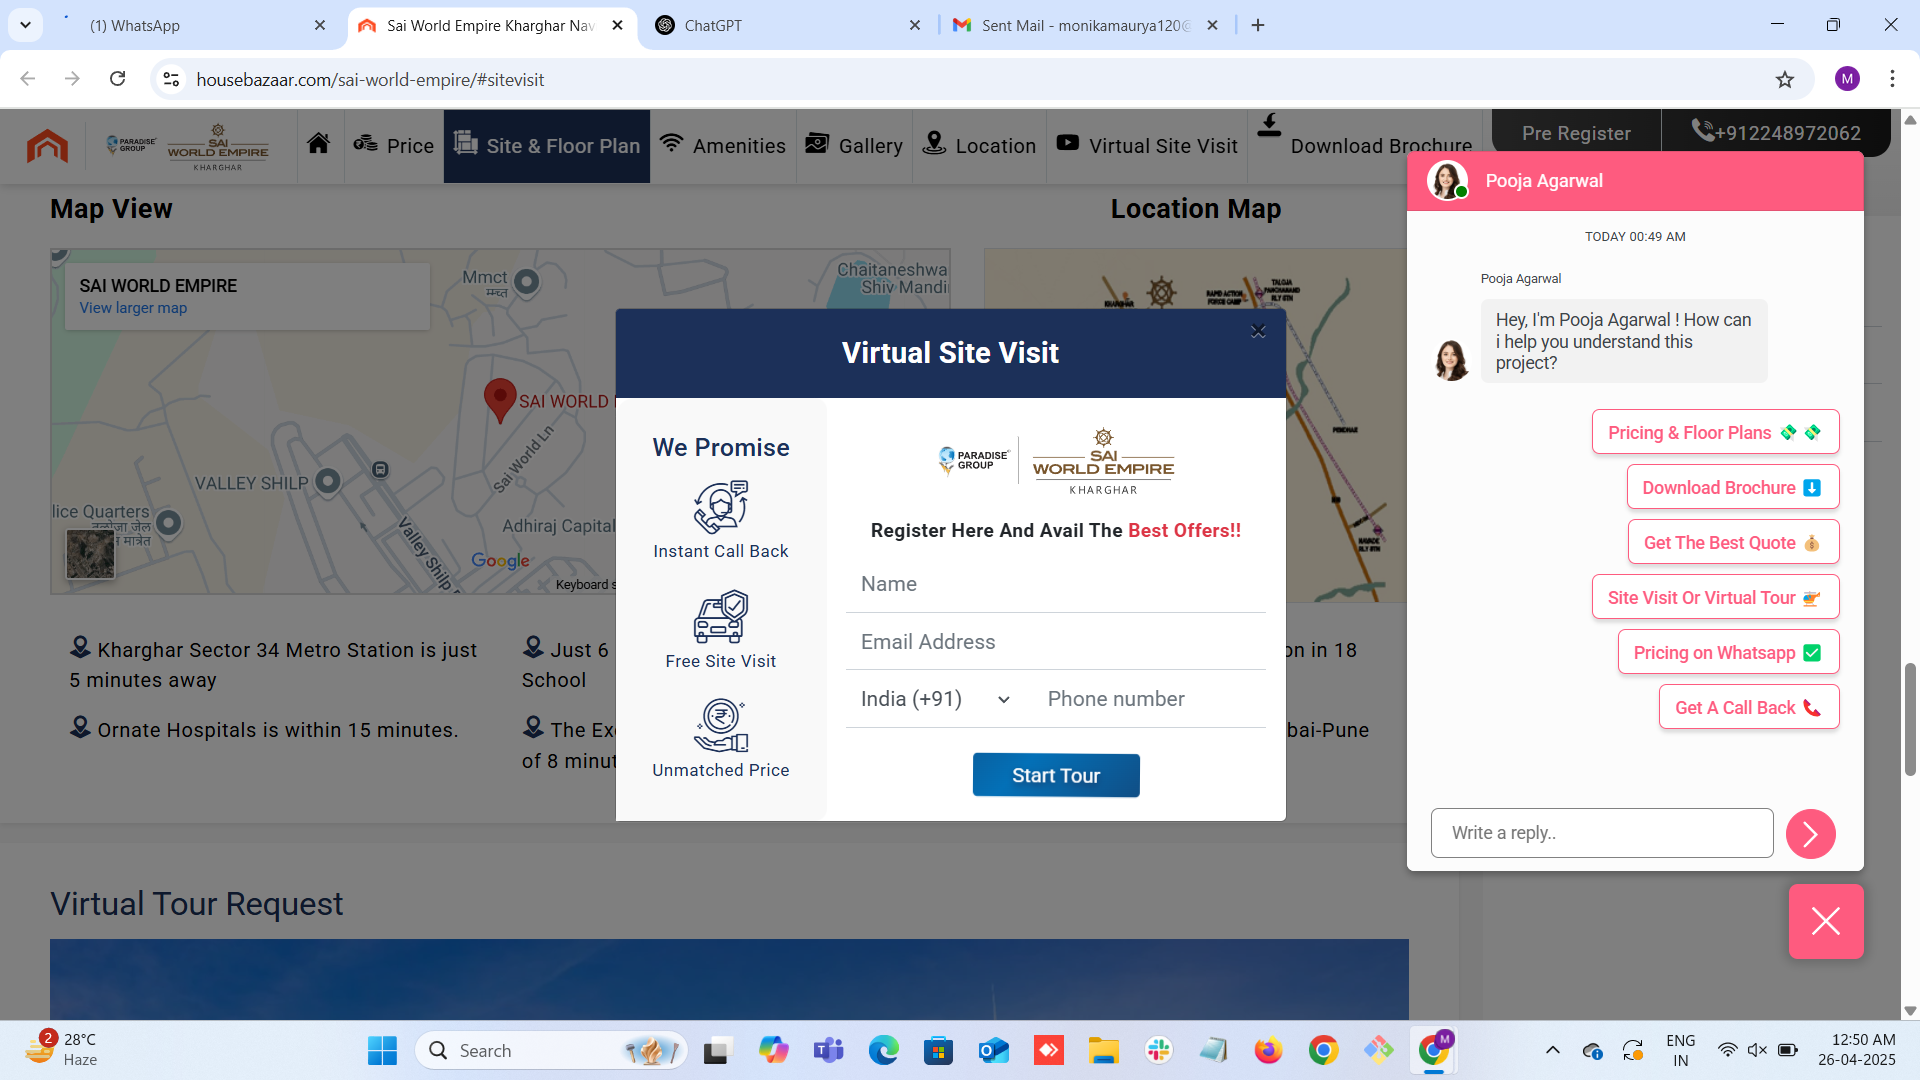 (1) WhatsApp
Sai World Empire Kharghar Nav
ChatGPT
Sent Mail - monikamaurya120@
housebazaar.com/sai-world-empire/#sitevisit
M
PARADISE GROUP
SAI
WORLD EMPIRE
KHARGHAR
Price
Site & Floor Plan
Amenities
Gallery
Location
Virtual Site Visit
Download Brochure
Pre Register
+912248972062
Map View
Location Map
SAI WORLD EMPIRE
View larger map
Mmct
Chaitaneshwa
Shiv Mandi
SAI WORLD
Sai World Ln
VALLEY SHILP
lice Quarters
Valley Shilp
Adhiraj Capital
Google
Keyboard s
KHARGHAR
Kharghar Sector 34 Metro Station is just
5 minutes away
Just 6
School
on in 18
Ornate Hospitals is within 15 minutes.
The Ex
of 8 minut
bai-Pune
Virtual Site Visit
We Promise
Instant Call Back
Free Site Visit
Unmatched Price
PARADISE
GROUP
SAI
WORLD EMPIRE
KHARGHAR
Register Here And Avail The Best Offers!!
Name
Email Address
India (+91)
Phone number
Start Tour
Pooja Agarwal
TODAY 00:49 AM
Pooja Agarwal
Hey, I'm Pooja Agarwal ! How can
i help you understand this
project?
Pricing & Floor Plans
Download Brochure
Get The Best Quote
Site Visit Or Virtual Tour
Pricing on Whatsapp
Get A Call Back
Write a reply..
Virtual Tour Request
2
28°C
Haze
Search
M
ENG
IN
12:50 AM
26-04-2025